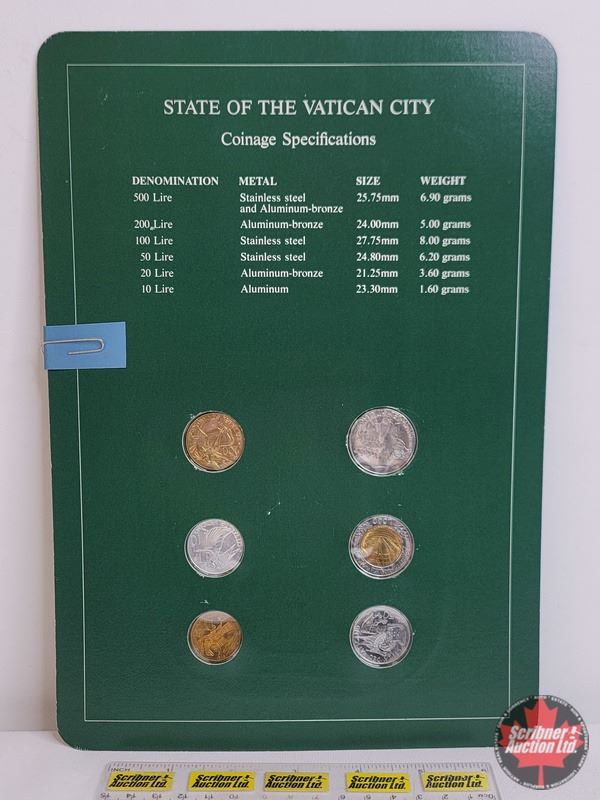 STATE OF THE VATICAN CITY
Coinage Specifications
DENOMINATION METAL SIZE WEIGHT
500 Lire Stainless steel 25.75mm 6.90 grams
and Aluminum-bronze
200 Lire Aluminum-bronze 24.00mm 5.00 grams
100 Lire Stainless steel 27.75mm 8.00 grams
50 Lire Stainless steel 24.80mm 6.20 grams
20 Lire Aluminum-bronze 21.25mm 3.60 grams
10 Lire Aluminum 23.30mm 1.60 grams
Scribner
Auction Ltd.
INCH
Scribner Scribner Scribner Scribner Scribner
Auction Ltd. Auction Ltd. Auction Ltd. Auction Ltd. Auction Ltd.